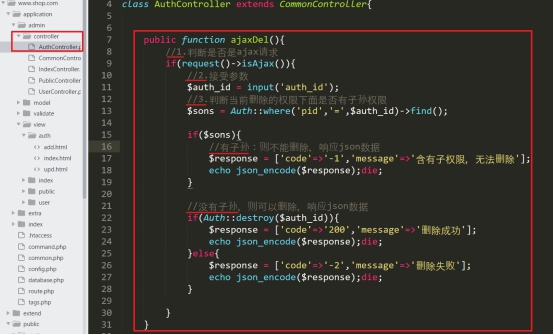 www.shop.com
application
admin
controller
AuthController.p
CommonContro
IndexController.
PublicController
UserController.p
model
validate
view
auth
add.html
index.html
upd.html
index
public
user
extra
index
.htaccess
command.php
common.php
config.php
database.php
route.php
tags.php
extend
public
4 class AuthController extends CommonController{
6
7 public function ajaxDel(){
8 //1.判断是否是ajax请求
9 if(request()->isAjax()){
10 //2.接受参数
11 $auth_id = input('auth_id');
12 //3.判断当前删除的权限下面是否有子孙权限
13 $sons = Auth::where('pid','=',$auth_id)->find();
14
15 if($sons){
16 //有子孙：则不能删除，响应json数据
17 $response = ['code'=>'-1','message'=>'含有子权限，无法删除'];
18 echo json_encode($response);die;
19 }
20
21 //没有子孙，则可以删除，响应json数据
22 if(Auth::destroy($auth_id)){
23 $response = ['code'=>'200','message'=>'删除成功'];
24 echo json_encode($response);die;
25 }else{
26 $response = ['code'=>'-2','message'=>'删除失败'];
27 echo json_encode($response);die;
28 }
29
30 }
31 }